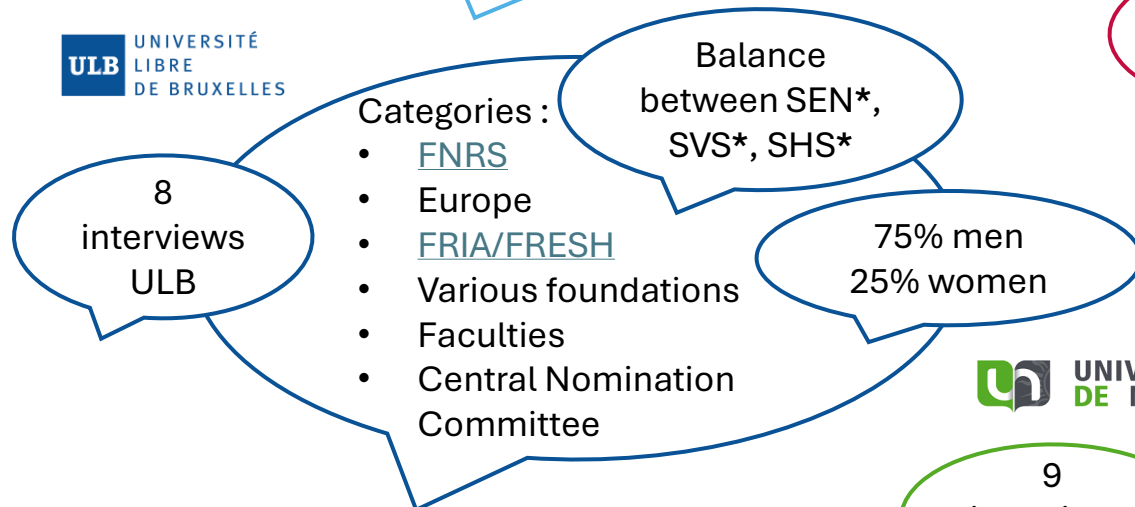 ULB
UNIVERSITÉ
LIBRE
DE BRUXELLES
Balance
between SEN*,
SVS*, SHS*
Categories :
• FNRS
• Europe
• FRIA/FRESH
• Various foundations
• Faculties
• Central Nomination
Committee
8
interviews
ULB
75% men
25% women
DE
9